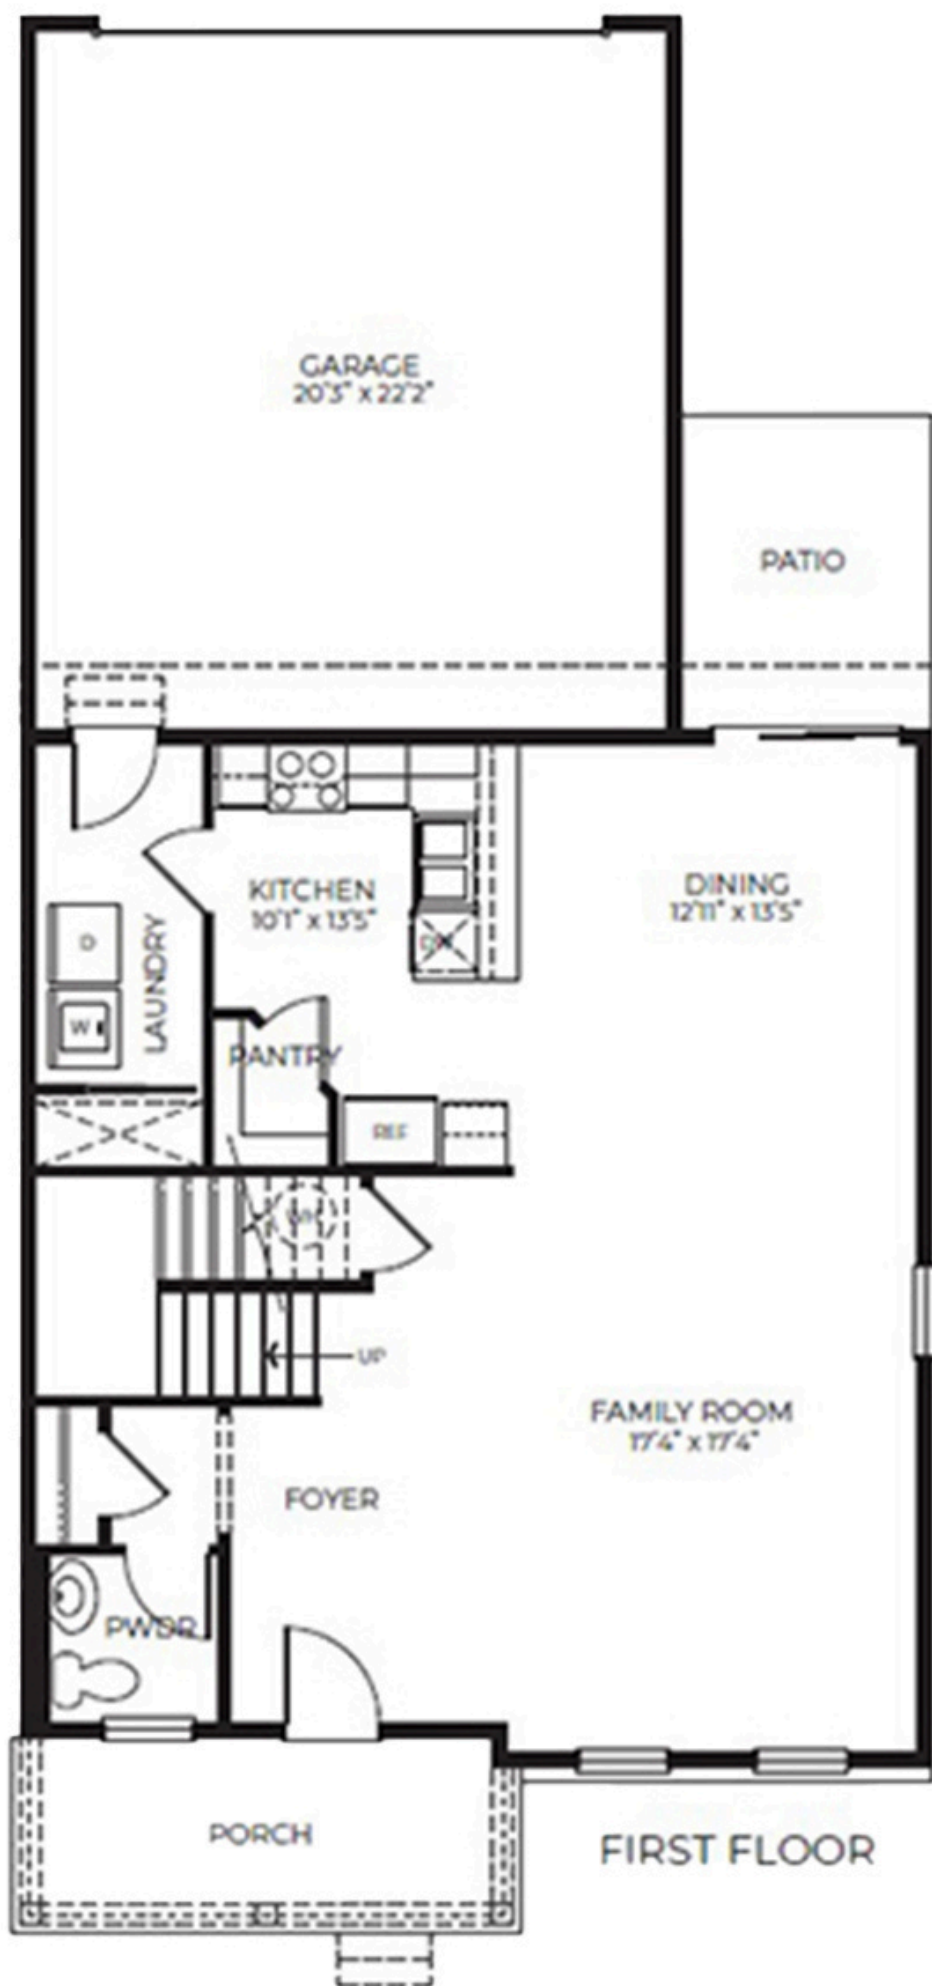 GARAGE
20'3" X 22'2"
PATIO
KITCHEN
10'1" X 13'5"
DINING
12'11" X 13'5"
D
LAUNDRY
W
PANTRY
REF
UP
FAMILY ROOM
17'4" X 17'4"
FOYER
PWDR
PORCH
FIRST FLOOR